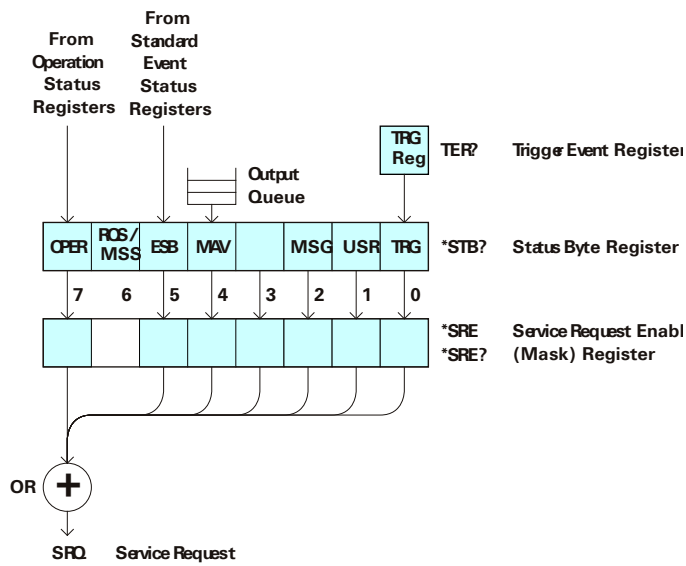 From
Operation
Status
Registers
From
Standard
Event
Status
Registers
Output
Queue
TRG
Reg
TER? Trigger Event Register
OPER RQS/ MSS ESB MAV MSG USR TRG *STB? Status Byte Register
7 6 5 4 3 2 1 0
*SRE Service Request Enabl
*SRE? (Mask) Register
OR +
SRQ Service Request